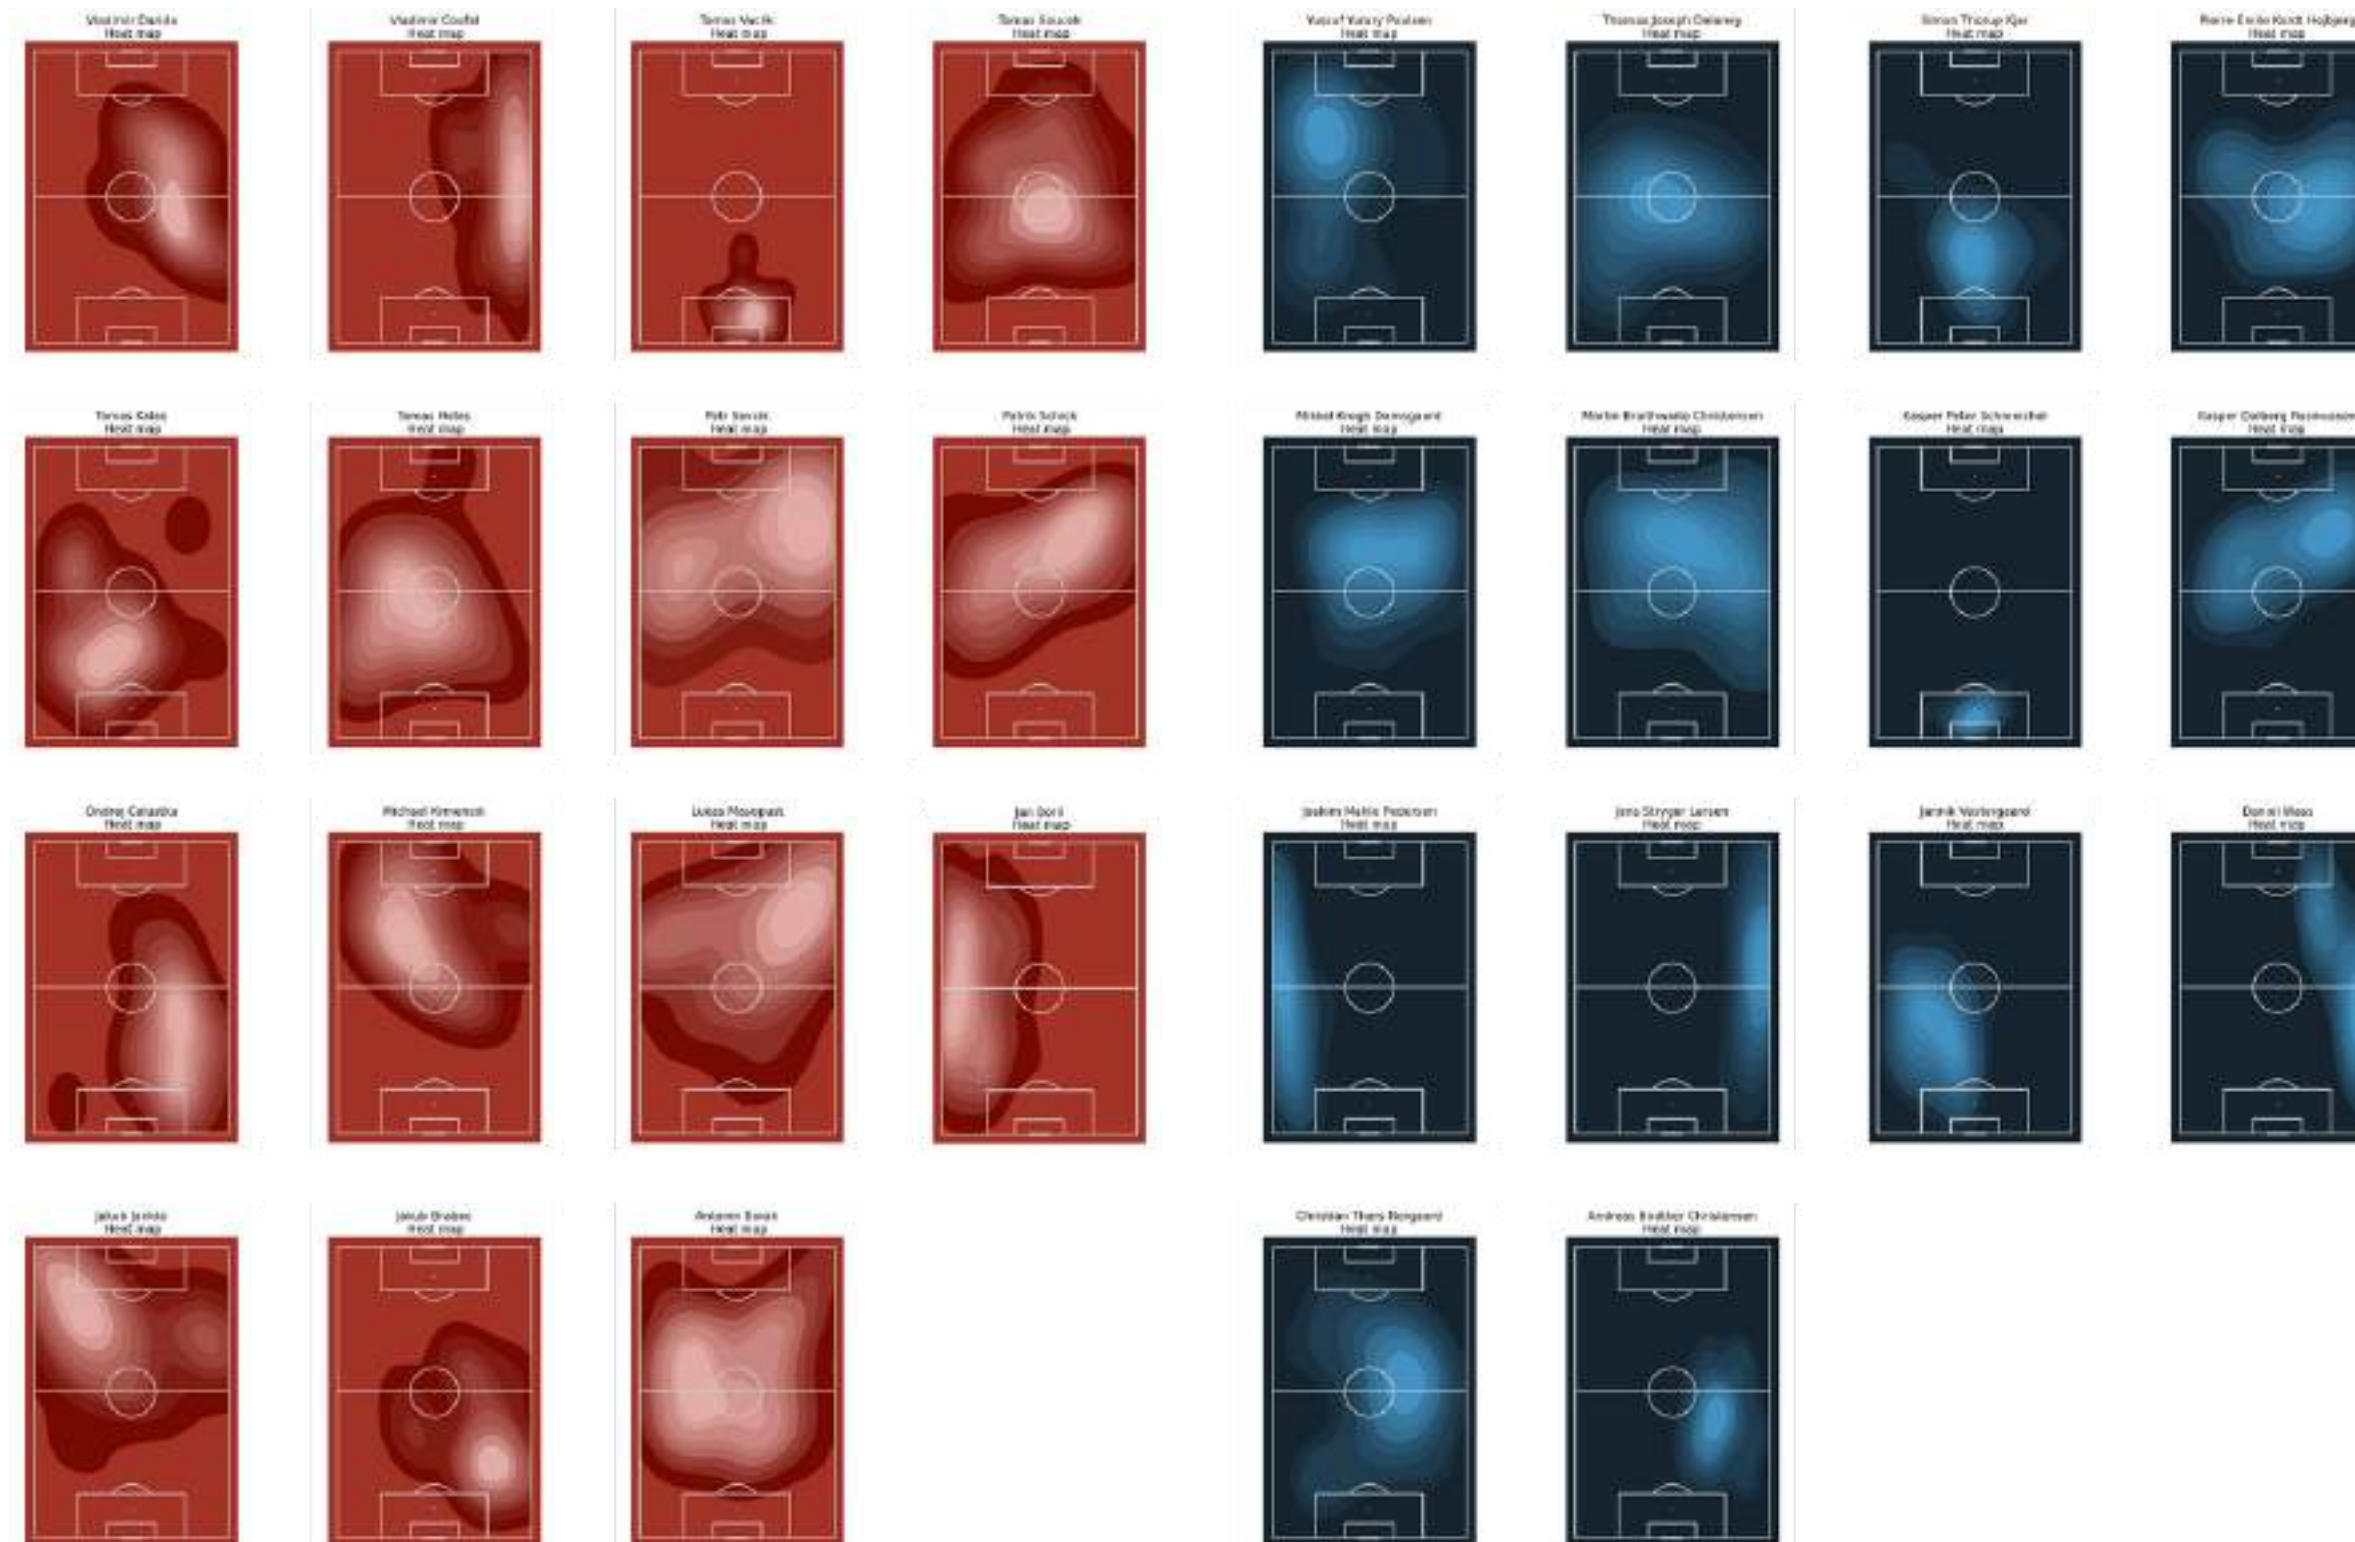 Vladimir Darida
Heat map
Vladimir Coufal
Heat map
Tomas Vaclik
Heat map
Tomas Soucek
Heat map
Yussuf Yurary Poulsen
Heat map
Thomas Joseph Delaney
Heat map
Simon Thorup Kjær
Heat map
Pierre-Emile Kordt Højbjerg
Heat map
Tomas Kalas
Heat map
Tomas Holes
Heat map
Petr Sevcik
Heat map
Patrik Schick
Heat map
Mikkel Krogh Damsgaard
Heat map
Martin Braithwaite Christensen
Heat map
Kasper Peter Schmeichel
Heat map
Kasper Dolberg Rasmussen
Heat map
Ondrej Celustka
Heat map
Michael Krmencik
Heat map
Lukas Masopust
Heat map
Jan Boril
Heat map
Joakim Mæhle Pedersen
Heat map
Jens Stryger Larsen
Heat map
Jannik Vestergaard
Heat map
Daniel Wass
Heat map
Jakub Jankto
Heat map
Jakub Brabec
Heat map
Antonin Barak
Heat map
Christian Thers Nørgaard
Heat map
Andreas Bødtker Christensen
Heat map